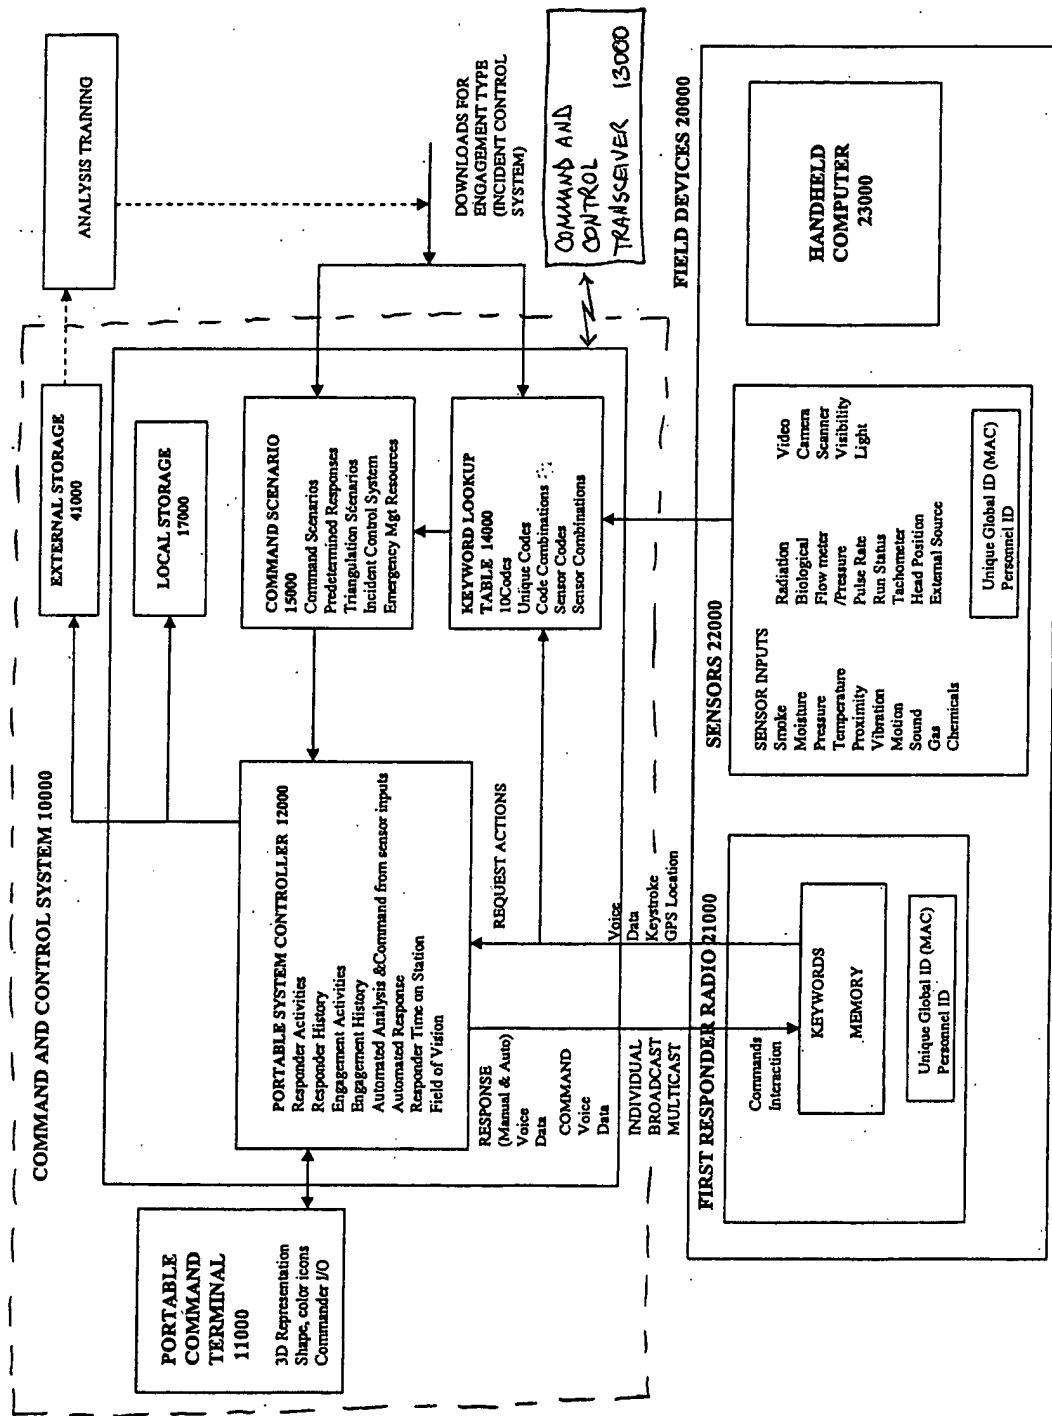 COMMAND AND CONTROL SYSTEM 10000
PORTABLE
COMMAND
TERMINAL
11000
3D Representation
Shape, color icons
Commander I/O
EXTERNAL STORAGE
41000
ANALYSIS TRAINING
LOCAL STORAGE
17000
PORTABLE SYSTEM CONTROLLER 12000
Responder Activities
Responder History
Engagement Activities
Engagement History
Automated Analysis &Command from sensor inputs
Automated Response
Responder Time on Station
Field of Vision
COMMAND SCENARIO
15000
Command Scenarios
Predetermined Responses
Triangulation Scenarios
Incident Control System
Emergency Mgt Resources
KEYWORD LOOKUP
TABLE 14000
10Codes
Unique Codes
Code Combinations
Sensor Codes
Sensor Combinations
DOWNLOADS FOR
ENGAGEMENT TYPE
(INCIDENT CONTROL
SYSTEM)
COMMAND AND
CONTROL
TRANSCEIVER 13000
RESPONSE
(Manual & Auto)
Voice
Data
COMMAND
Voice
Data
INDIVIDUAL
BROADCAST
MULTICAST
REQUEST ACTIONS
Voice
Data
Keystroke
GPS Location
FIELD DEVICES 20000
FIRST RESPONDER RADIO 21000
Commands
Interaction
KEYWORDS
MEMORY
Unique Global ID (MAC)
Personnel ID
SENSORS 22000
SENSOR INPUTS
Smoke
Moisture
Pressure
Temperature
Proximity
Vibration
Motion
Sound
Gas
Chemicals
Radiation
Biological
Flow meter
/Pressure
Pulse Rate
Run Status
Tachometer
Head Position
External Source
Video
Camera
Scanner
Visibility
Light
Unique Global ID (MAC)
Personnel ID
HANDHELD
COMPUTER
23000